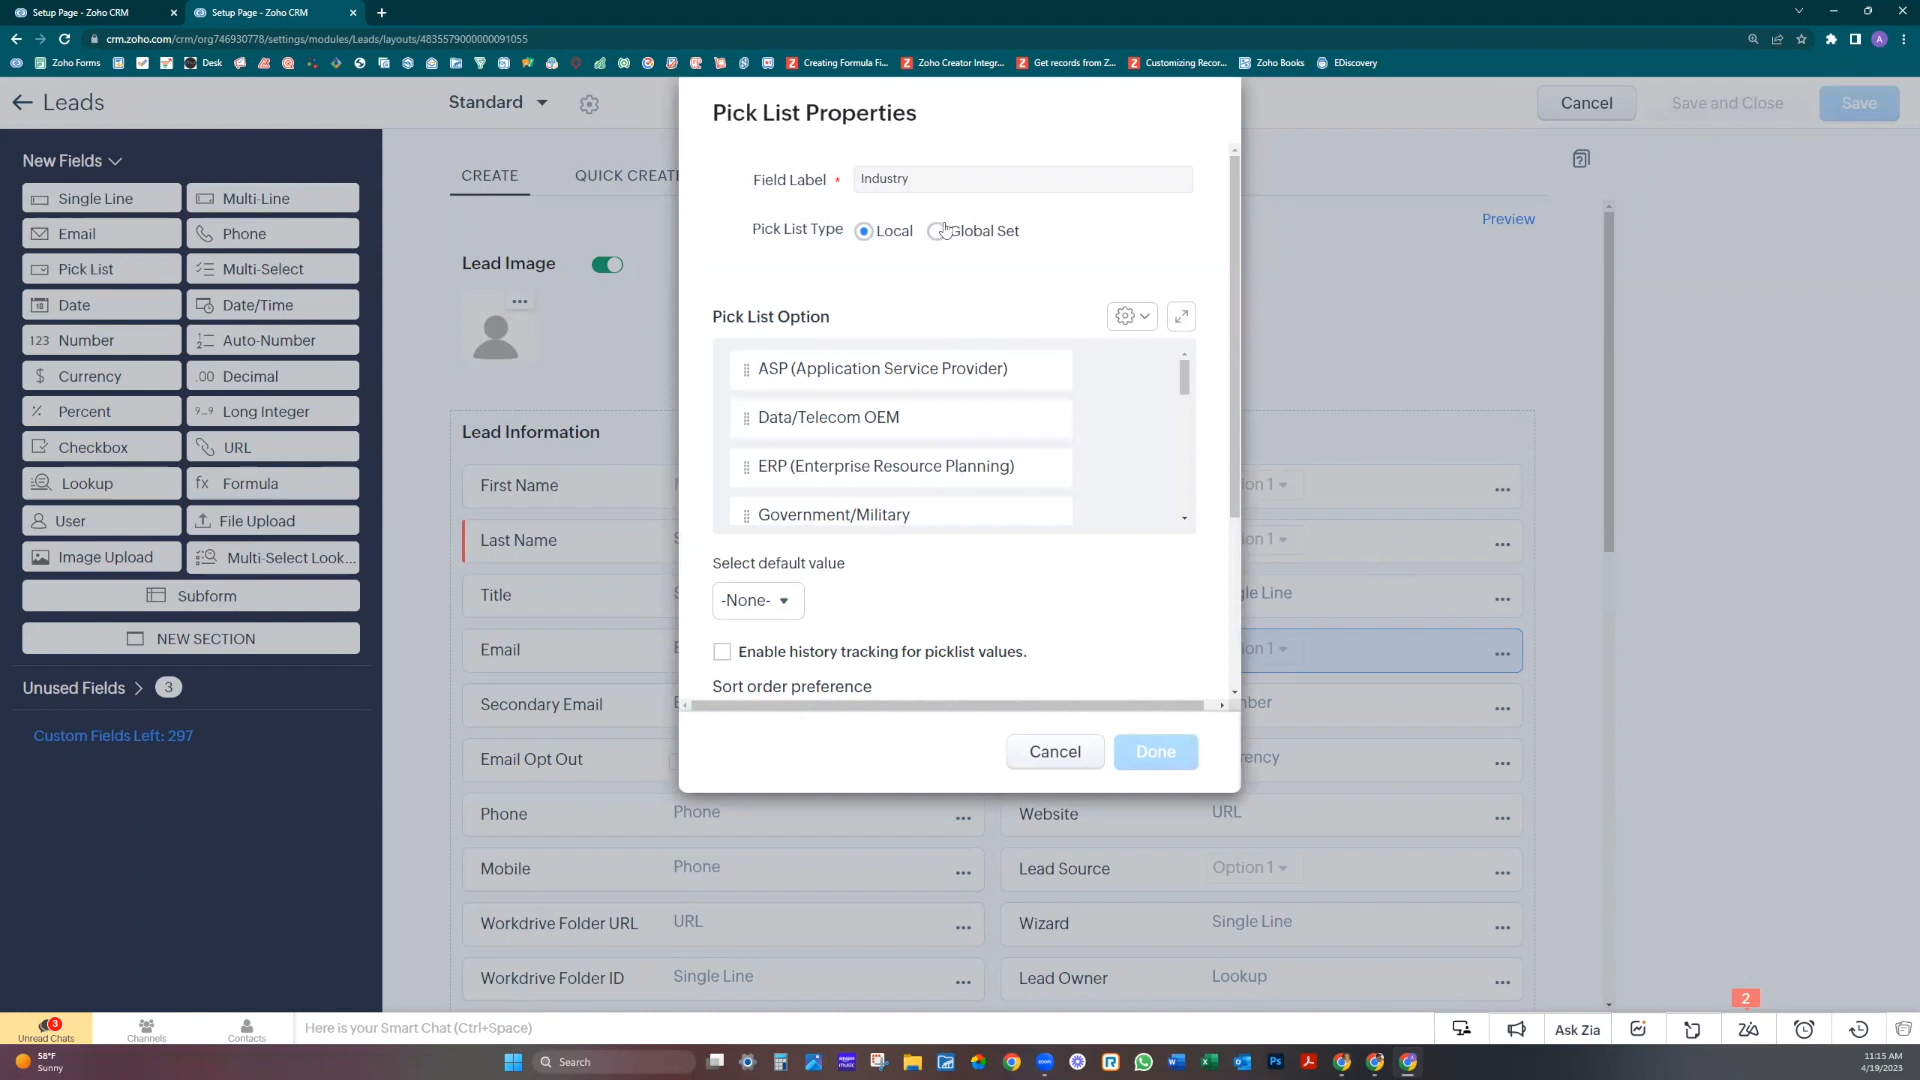 Setup Page - Zoho CRM
Setup Page - Zoho CRM
crm.zoho.com/crm/org746930778/settings/modules/Leads/layouts/4835579000000091055
Zoho Forms
Desk
Creating Formula Fi...
Zoho Creator Integr...
Get records from Z...
Customizing Recor...
Zoho Books
EDiscovery
Leads
Standard
Cancel
Save and Close
Save
New Fields
Single Line
Multi-Line
Email
Phone
Pick List
Multi-Select
Date
Date/Time
123 Number
Auto-Number
$ Currency
.00 Decimal
% Percent
9..9 Long Integer
Checkbox
URL
Lookup
fx Formula
User
File Upload
Image Upload
Multi-Select Look...
Subform
NEW SECTION
Unused Fields 3
Custom Fields Left: 297
CREATE
QUICK CREATE
Preview
Lead Image
Lead Information
First Name
Last Name
Title
Email
Secondary Email
Email Opt Out
Phone Phone
Website URL
Mobile Phone
Lead Source Option 1
Workdrive Folder URL URL
Wizard Single Line
Workdrive Folder ID Single Line
Lead Owner Lookup
Pick List Properties
Field Label * Industry
Pick List Type Local Global Set
Pick List Option
ASP (Application Service Provider)
Data/Telecom OEM
ERP (Enterprise Resource Planning)
Government/Military
Select default value
-None-
Enable history tracking for picklist values.
Sort order preference
Cancel
Done
2
3
Unread Chats
Channels
Contacts
Here is your Smart Chat (Ctrl+Space)
Ask Zia
58°F
Sunny
Search
11:15 AM
4/19/2023